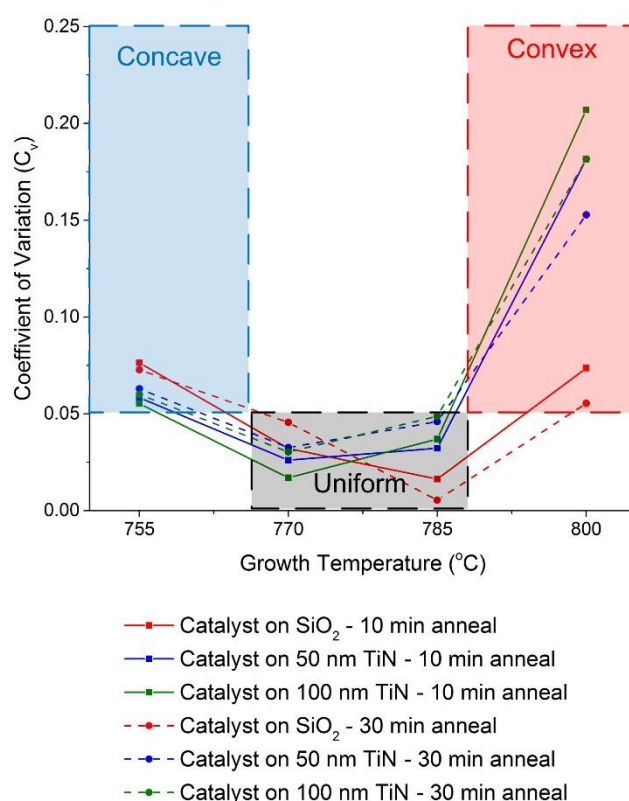 Concave
Convex
Uniform
0.25
0.20
0.15
0.10
0.05
0.00
Coeffivient of Variation (Cᵥ)
755 770 785 800
Growth Temperature (°C)
Catalyst on SiO₂ - 10 min anneal
Catalyst on 50 nm TiN - 10 min anneal
Catalyst on 100 nm TiN - 10 min anneal
Catalyst on SiO₂ - 30 min anneal
Catalyst on 50 nm TiN - 30 min anneal
Catalyst on 100 nm TiN - 30 min anneal